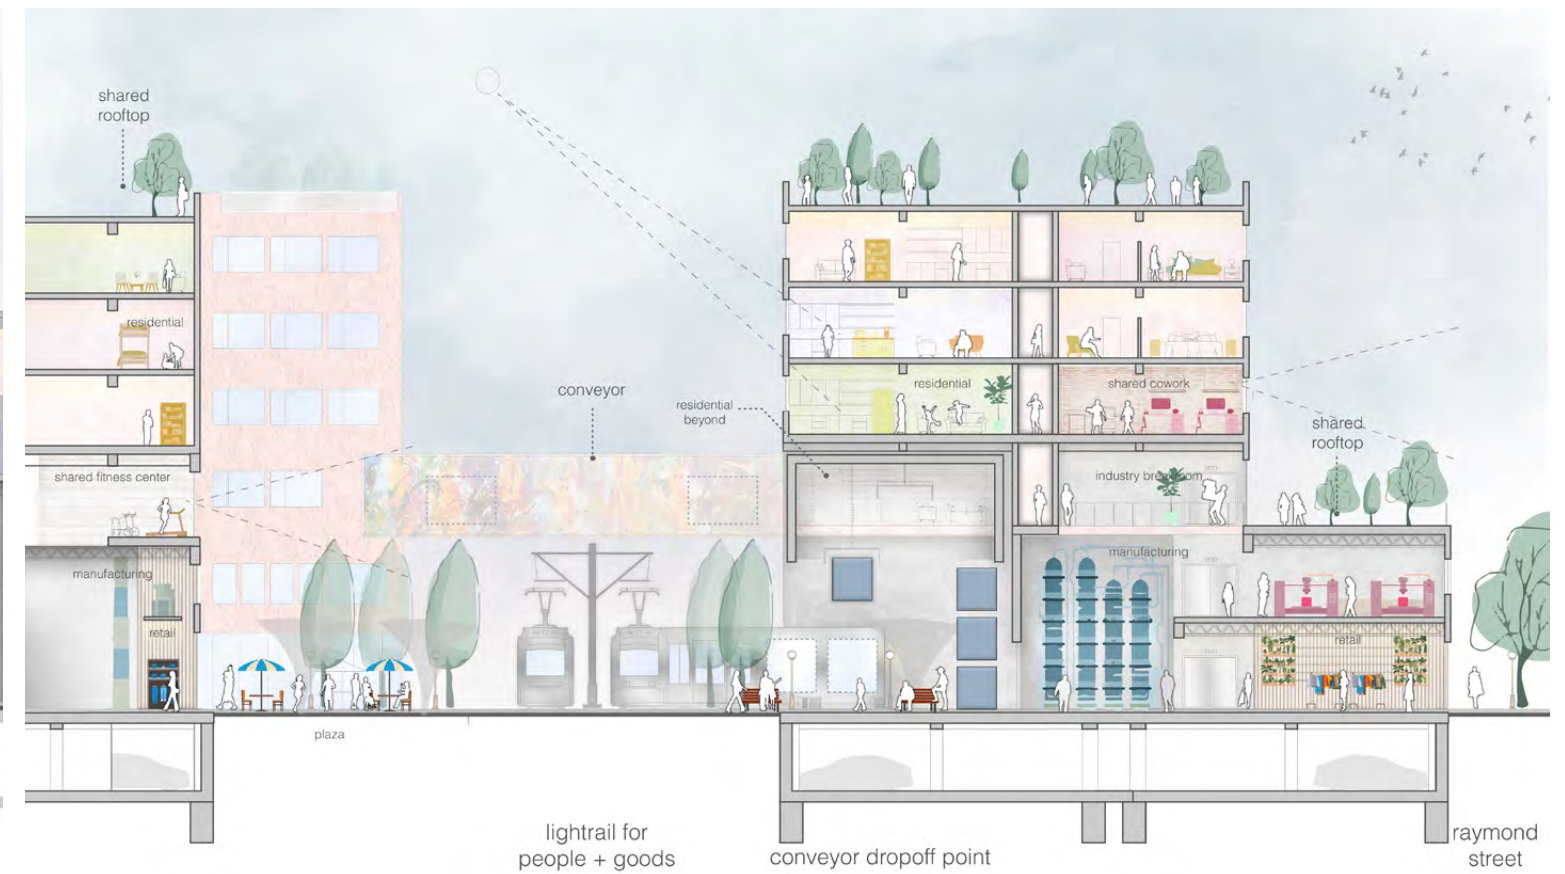 shared
rooftop
residential
conveyor
residential
beyond
residential
shared cowork
shared
rooftop
shared fitness center
industry breakroom
manufacturing
manufacturing
retail
retail
plaza
lightrail for
people + goods
conveyor dropoff point
raymond
street